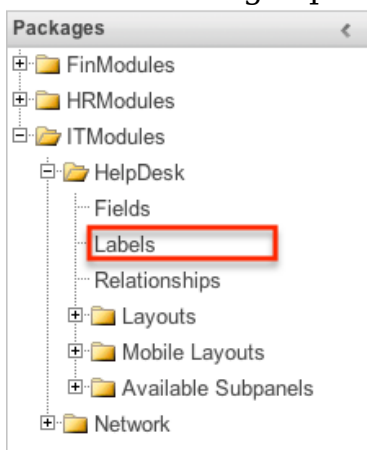 Packages
FinModules
HRModules
ITModules
HelpDesk
Fields
Labels
Relationships
Layouts
Mobile Layouts
Available Subpanels
Network